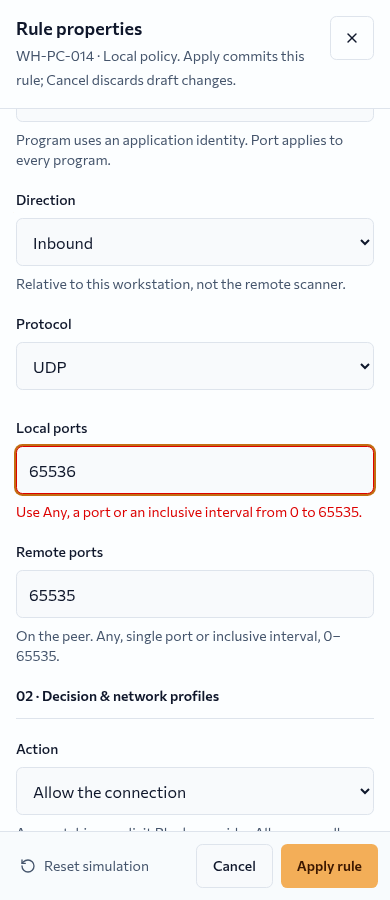 Rule properties
WH-PC-014 · Local policy. Apply commits this
rule; Cancel discards draft changes.
Program uses an application identity. Port applies to
every program.
Direction
Inbound
Relative to this workstation, not the remote scanner.
Protocol
UDP
Local ports
65536
Use Any, a port or an inclusive interval from 0 to 65535.
Remote ports
65535
On the peer. Any, single port or inclusive interval, 0–
65535.
02 · Decision & network profiles
Action
Allow the connection
Reset simulation
Cancel
Apply rule